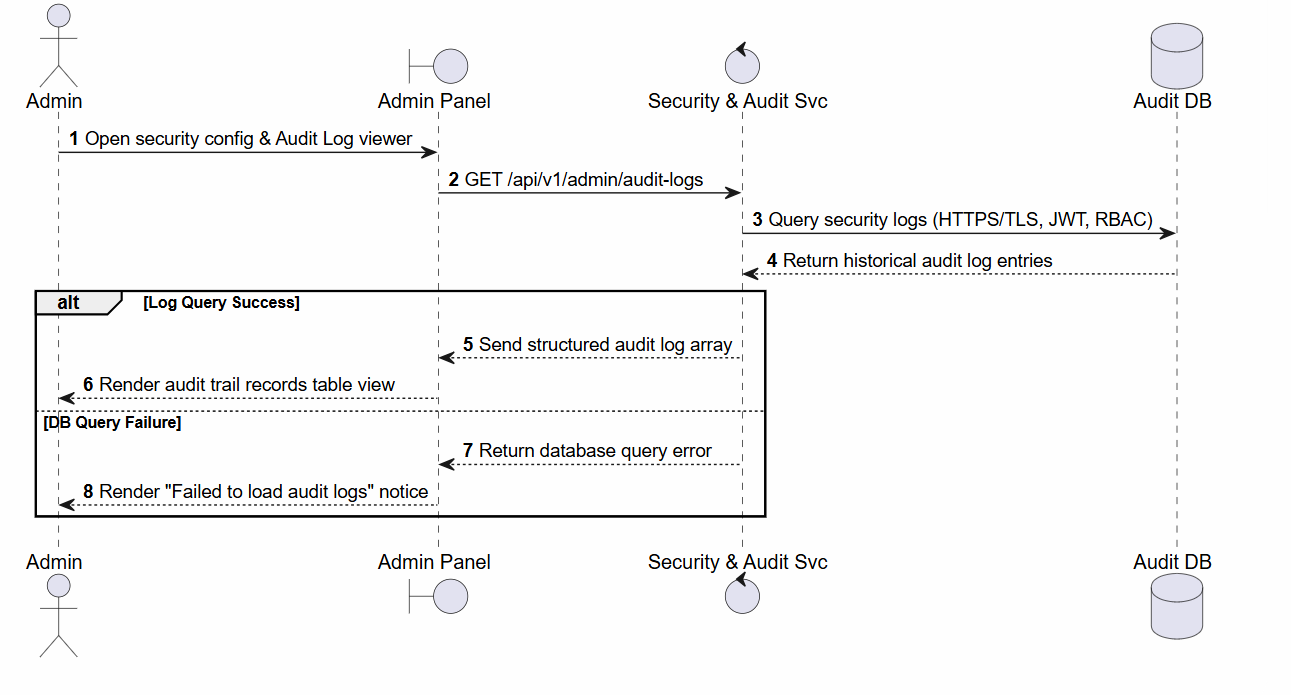 Admin
Admin Panel
Security & Audit Svc
Audit DB
1 Open security config & Audit Log viewer
2 GET /api/v1/admin/audit-logs
3 Query security logs (HTTPS/TLS, JWT, RBAC)
4 Return historical audit log entries
alt [Log Query Success]
5 Send structured audit log array
6 Render audit trail records table view
[DB Query Failure]
7 Return database query error
8 Render "Failed to load audit logs" notice
Admin
Admin Panel
Security & Audit Svc
Audit DB